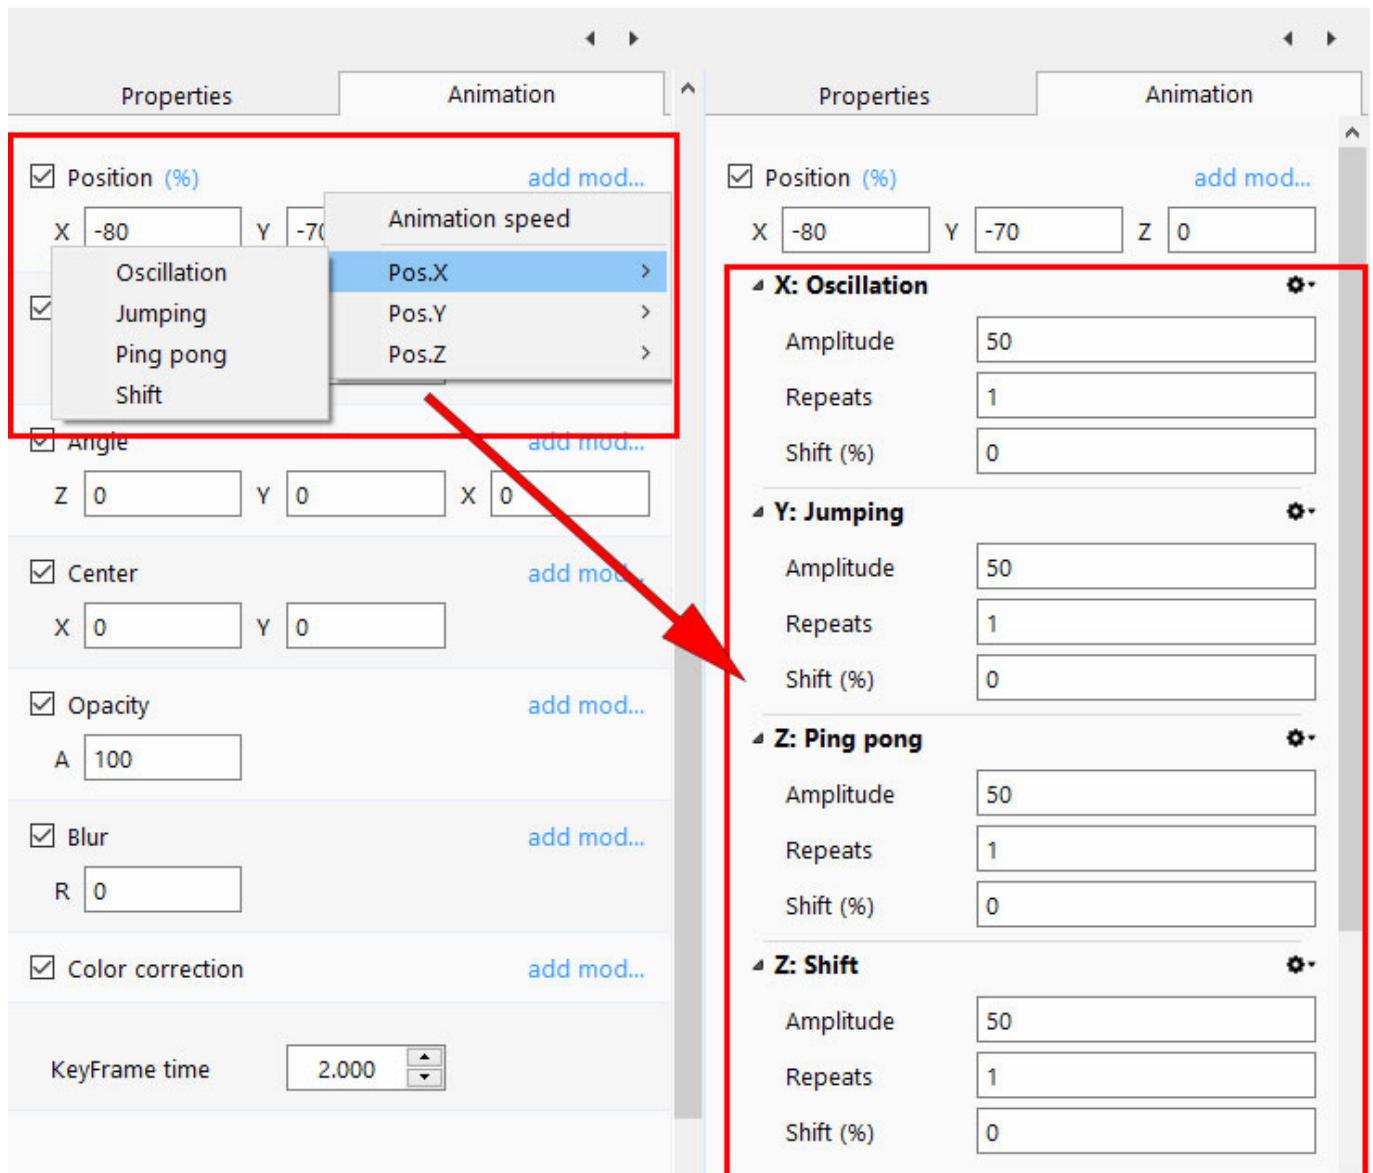 Properties Animation
Position (%) add mod...
X -80 Y -70
Animation speed
Pos.X
Pos.Y
Pos.Z
Oscillation
Jumping
Ping pong
Shift
Angle add mod...
Z 0 Y 0 X 0
Center add mod...
X 0 Y 0
Opacity add mod...
A 100
Blur add mod...
R 0
Color correction add mod...
KeyFrame time 2.000
Properties Animation
Position (%) add mod...
X -80 Y -70 Z 0
X: Oscillation
Amplitude 50
Repeats 1
Shift (%) 0
Y: Jumping
Amplitude 50
Repeats 1
Shift (%) 0
Z: Ping pong
Amplitude 50
Repeats 1
Shift (%) 0
Z: Shift
Amplitude 50
Repeats 1
Shift (%) 0